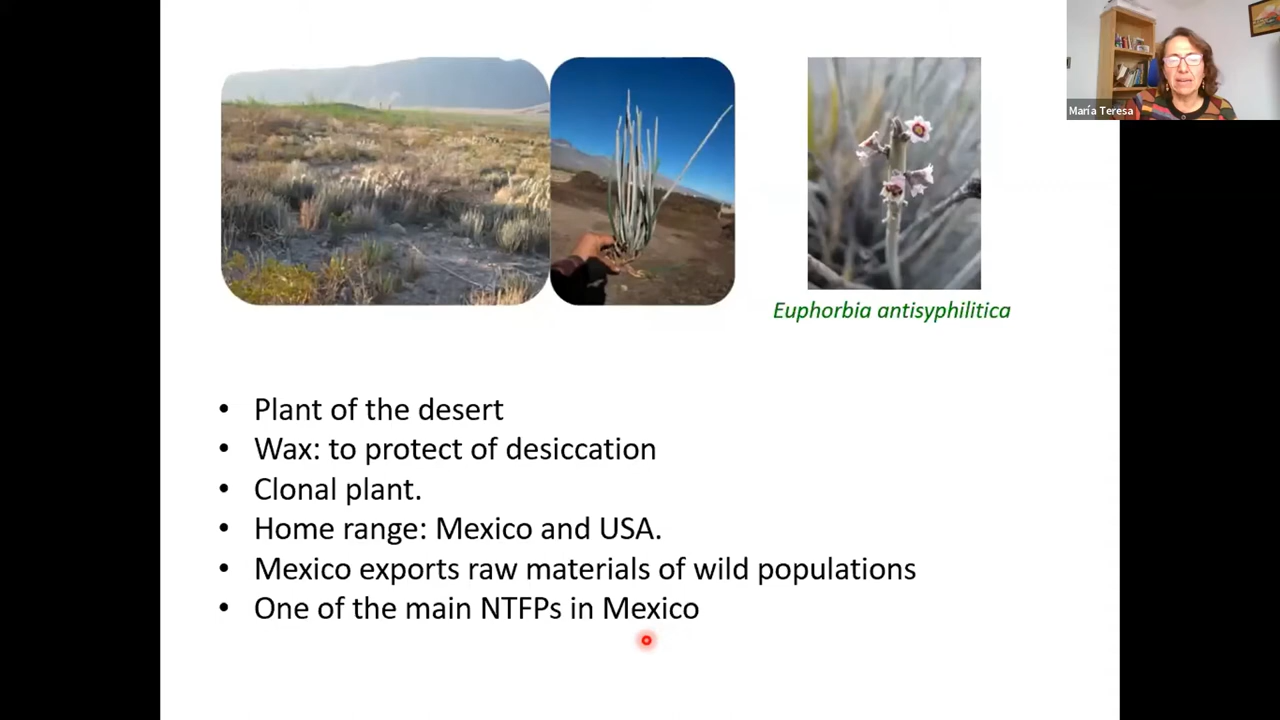 María Teresa
Euphorbia antisyphilitica
• Plant of the desert
• Wax: to protect of desiccation
• Clonal plant.
• Home range: Mexico and USA.
• Mexico exports raw materials of wild populations
• One of the main NTFPs in Mexico